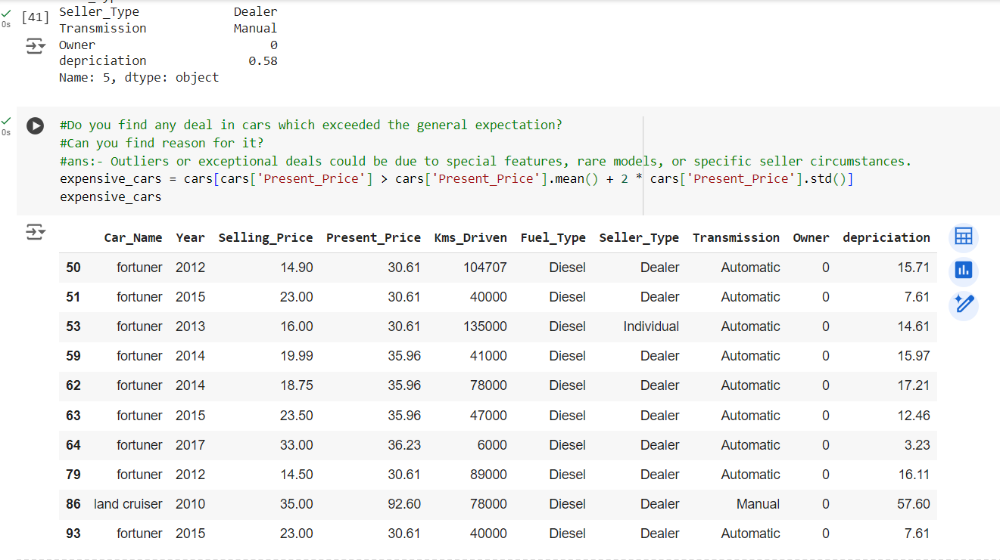 [41] Seller_Type Dealer
0s
Transmission Manual
Owner 0
depriciation 0.58
Name: 5, dtype: object
0s
#Do you find any deal in cars which exceeded the general expectation?
#Can you find reason for it?
#ans:- Outliers or exceptional deals could be due to special features, rare models, or specific seller circumstances.
expensive_cars = cars[cars['Present_Price'] > cars['Present_Price'].mean() + 2 * cars['Present_Price'].std()]
expensive_cars
Car_Name Year Selling_Price Present_Price Kms_Driven Fuel_Type Seller_Type Transmission Owner depriciation
50 fortuner 2012 14.90 30.61 104707 Diesel Dealer Automatic 0 15.71
51 fortuner 2015 23.00 30.61 40000 Diesel Dealer Automatic 0 7.61
53 fortuner 2013 16.00 30.61 135000 Diesel Individual Automatic 0 14.61
59 fortuner 2014 19.99 35.96 41000 Diesel Dealer Automatic 0 15.97
62 fortuner 2014 18.75 35.96 78000 Diesel Dealer Automatic 0 17.21
63 fortuner 2015 23.50 35.96 47000 Diesel Dealer Automatic 0 12.46
64 fortuner 2017 33.00 36.23 6000 Diesel Dealer Automatic 0 3.23
79 fortuner 2012 14.50 30.61 89000 Diesel Dealer Automatic 0 16.11
86 land cruiser 2010 35.00 92.60 78000 Diesel Dealer Manual 0 57.60
93 fortuner 2015 23.00 30.61 40000 Diesel Dealer Automatic 0 7.61